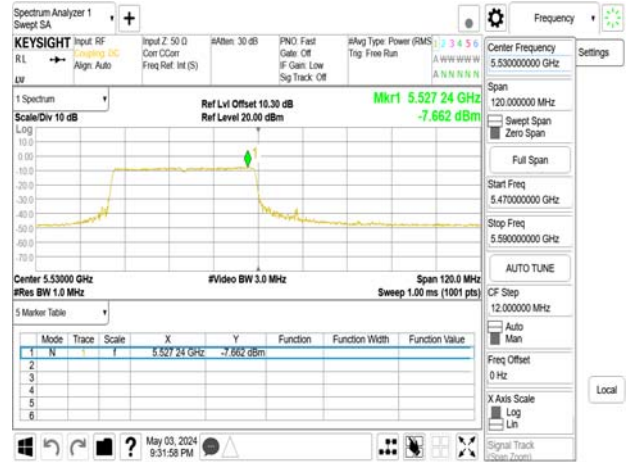 Spectrum Analyzer 1
Swept SA
Frequency
KEYSIGHT
RL
Input: RF
Coupling: DC
Align: Auto
Input Z: 50 Ω
Corr CCorr
Freq Ref: Int (S)
#Atten: 30 dB
PNO: Fast
Gate: Off
IF Gain: Low
Sig Track: Off
#Avg Type: Power (RMS
Trig: Free Run
1 2 3 4 5 6
A W W W W W
A N N N N N
LV
Settings
Center Frequency
5.530000000 GHz
Span
120.000000 MHz
Swept Span
Zero Span
Full Span
Start Freq
5.470000000 GHz
Stop Freq
5.590000000 GHz
AUTO TUNE
CF Step
12.000000 MHz
Auto
Man
Freq Offset
0 Hz
X Axis Scale
Log
Lin
Signal Track
(Span Zoom)
Local
1 Spectrum
Scale/Div 10 dB
Ref Lvl Offset 10.30 dB
Ref Level 20.00 dBm
Mkr1 5.527 24 GHz
-7.662 dBm
Log
10.0
0.00
-10.0
-20.0
-30.0
-40.0
-50.0
-60.0
-70.0
1
Center 5.53000 GHz
#Res BW 1.0 MHz
#Video BW 3.0 MHz
Span 120.0 MHz
Sweep 1.00 ms (1001 pts)
5 Marker Table
Mode Trace Scale X Y Function Function Width Function Value
1 N 1 f 5.527 24 GHz -7.662 dBm
2
3
4
5
6
May 03, 2024
9:31:58 PM